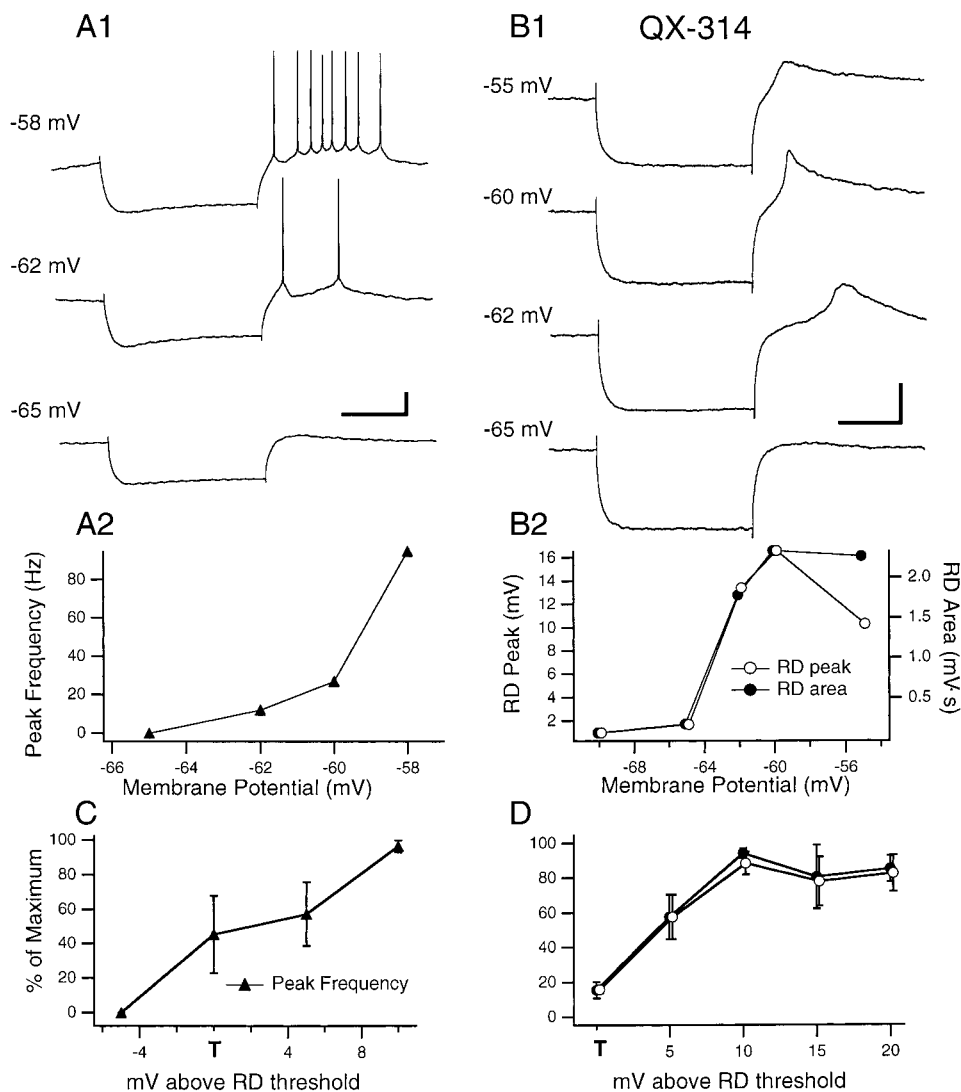 A1
-58 mV
-62 mV
-65 mV
B1 QX-314
-55 mV
-60 mV
-62 mV
-65 mV
A2
Peak Frequency (Hz)
80
60
40
20
0
-66 -64 -62 -60 -58
Membrane Potential (mV)
B2
RD Peak (mV)
16
14
12
10
8
6
4
2
RD Area (mV·s)
2.0
1.5
1.0
0.5
RD peak
RD area
-68 -64 -60 -56
Membrane Potential (mV)
C
% of Maximum
100
80
60
40
20
0
Peak Frequency
-4 T 4 8
mV above RD threshold
D
100
80
60
40
20
0
T 5 10 15 20
mV above RD threshold